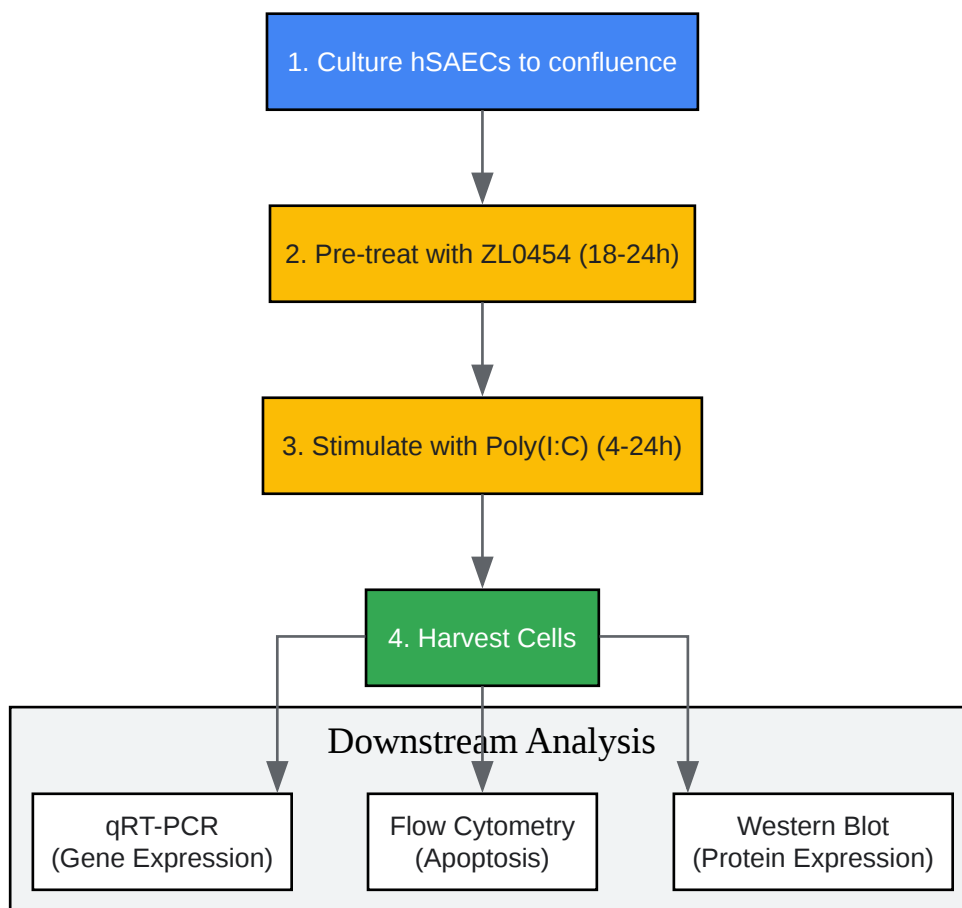 1. Culture hSAECs to confluence
2. Pre-treat with ZL0454 (18-24h)
3. Stimulate with Poly(I:C) (4-24h)
4. Harvest Cells
Downstream Analysis
qRT-PCR
(Gene Expression)
Flow Cytometry
(Apoptosis)
Western Blot
(Protein Expression)